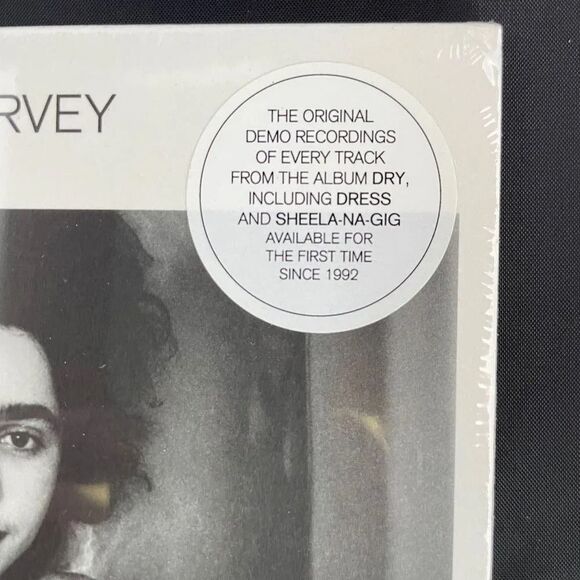 RVEY
THE ORIGINAL
DEMO RECORDINGS
OF EVERY TRACK
FROM THE ALBUM DRY,
INCLUDING DRESS
AND SHEELA-NA-GIG
AVAILABLE FOR
THE FIRST TIME
SINCE 1992